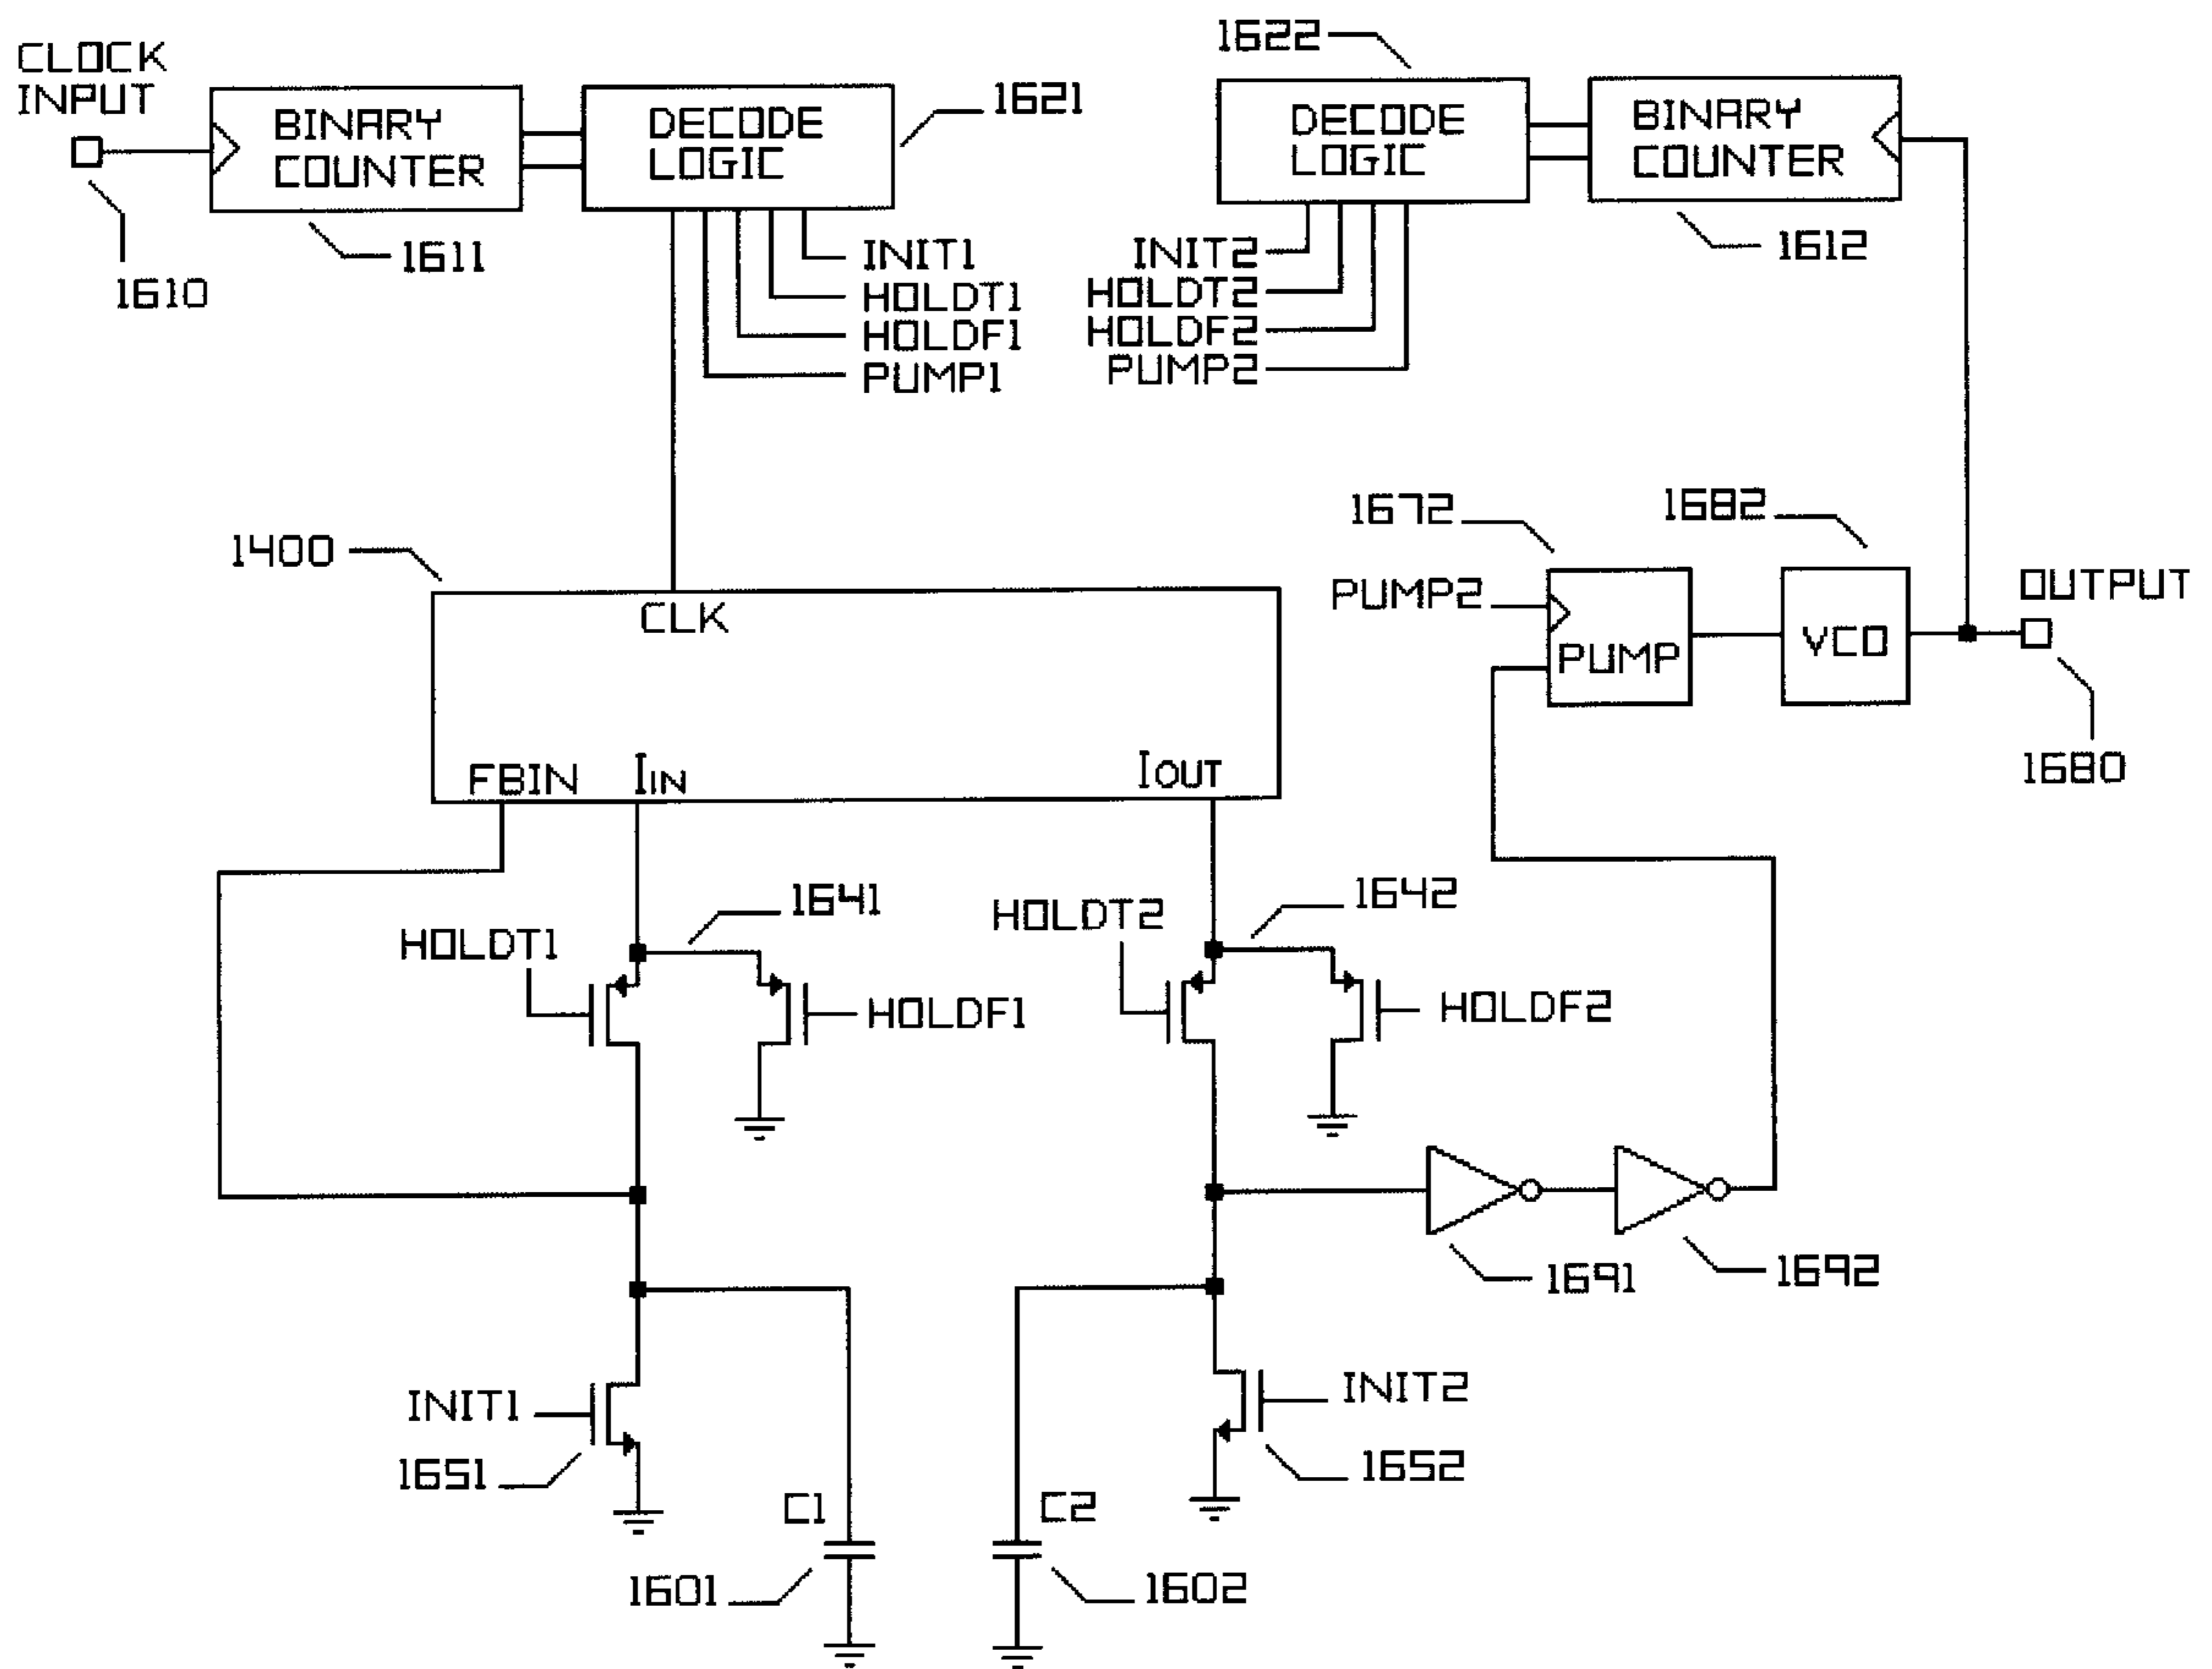 CLOCK
INPUT
1610
BINARY
COUNTER
1611
DECODE
LOGIC
1621
INIT1
HOLDT1
HOLDF1
PUMP1
1622
DECODE
LOGIC
BINARY
COUNTER
1612
INIT2
HOLDT2
HOLDF2
PUMP2
1400
CLK
FBIN
IIN
IOUT
1672
1682
PUMP2
PUMP
VCO
OUTPUT
1680
HOLDT1
1641
HOLDF1
HOLDT2
1642
HOLDF2
1691
1692
INIT1
1651
INIT2
1652
C1
1601
C2
1602